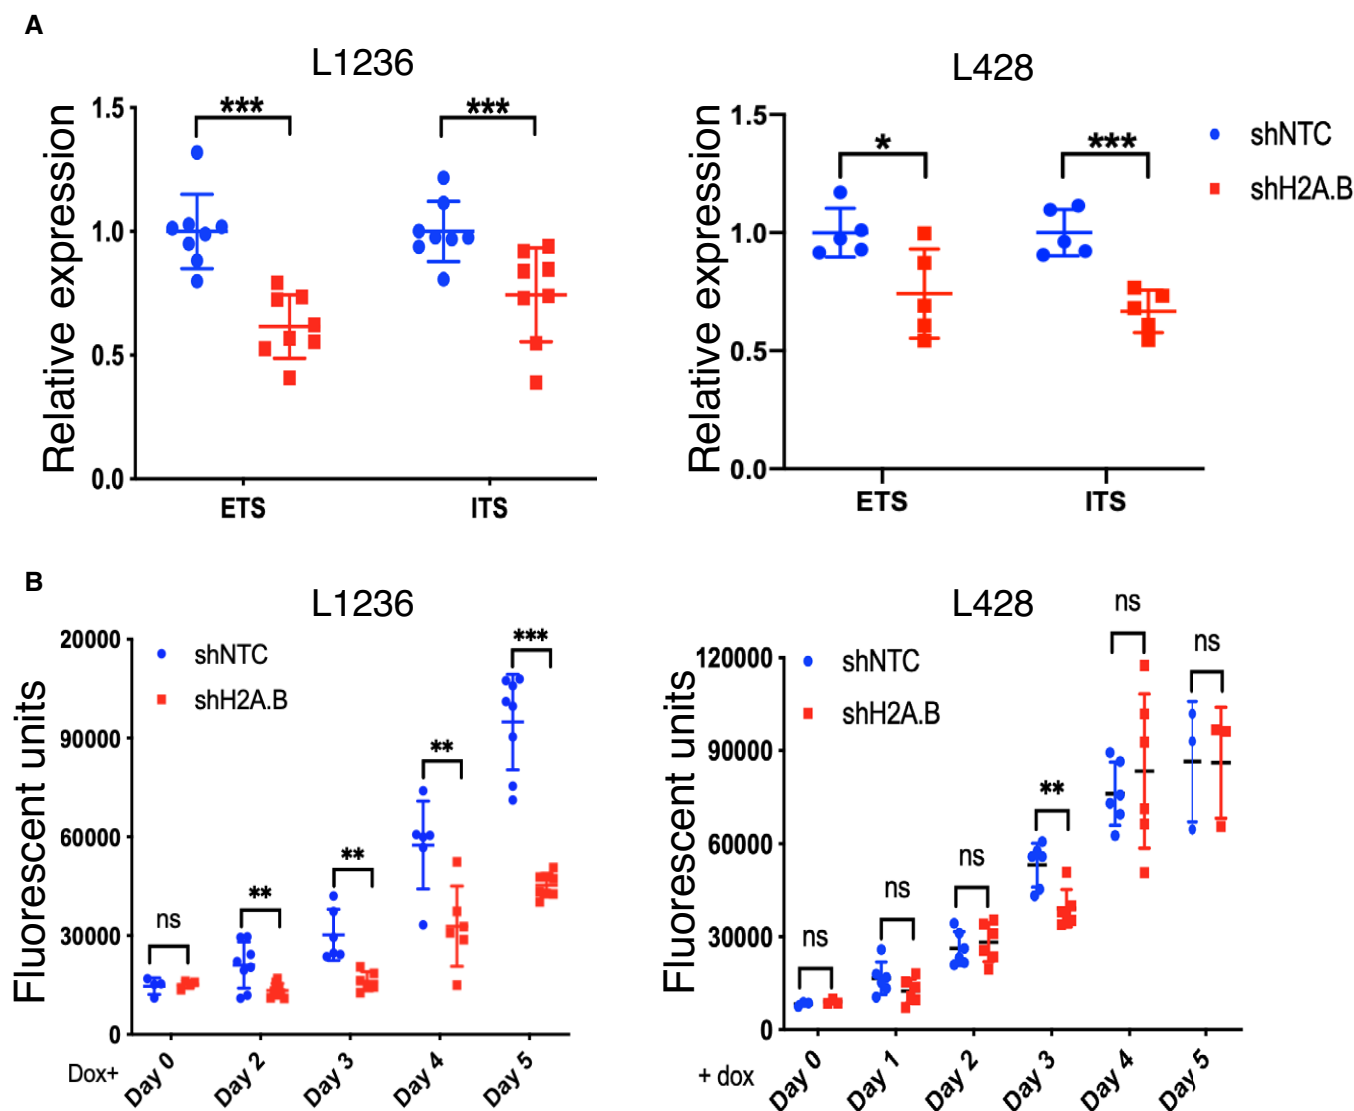 A
L1236
L428
Relative expression
1.5
1.0
0.5
0.0
***
***
ETS
ITS
Relative expression
1.5
1.0
0.5
0.0
*
***
ETS
ITS
shNTC
shH2A.B
B
L1236
L428
Fluorescent units
20000
90000
60000
30000
0
shNTC
shH2A.B
ns
**
**
**
***
Dox+
Day 0
Day 2
Day 3
Day 4
Day 5
Fluorescent units
120000
90000
60000
30000
0
shNTC
shH2A.B
ns
ns
ns
**
ns
ns
+ dox
Day 0
Day 1
Day 2
Day 3
Day 4
Day 5